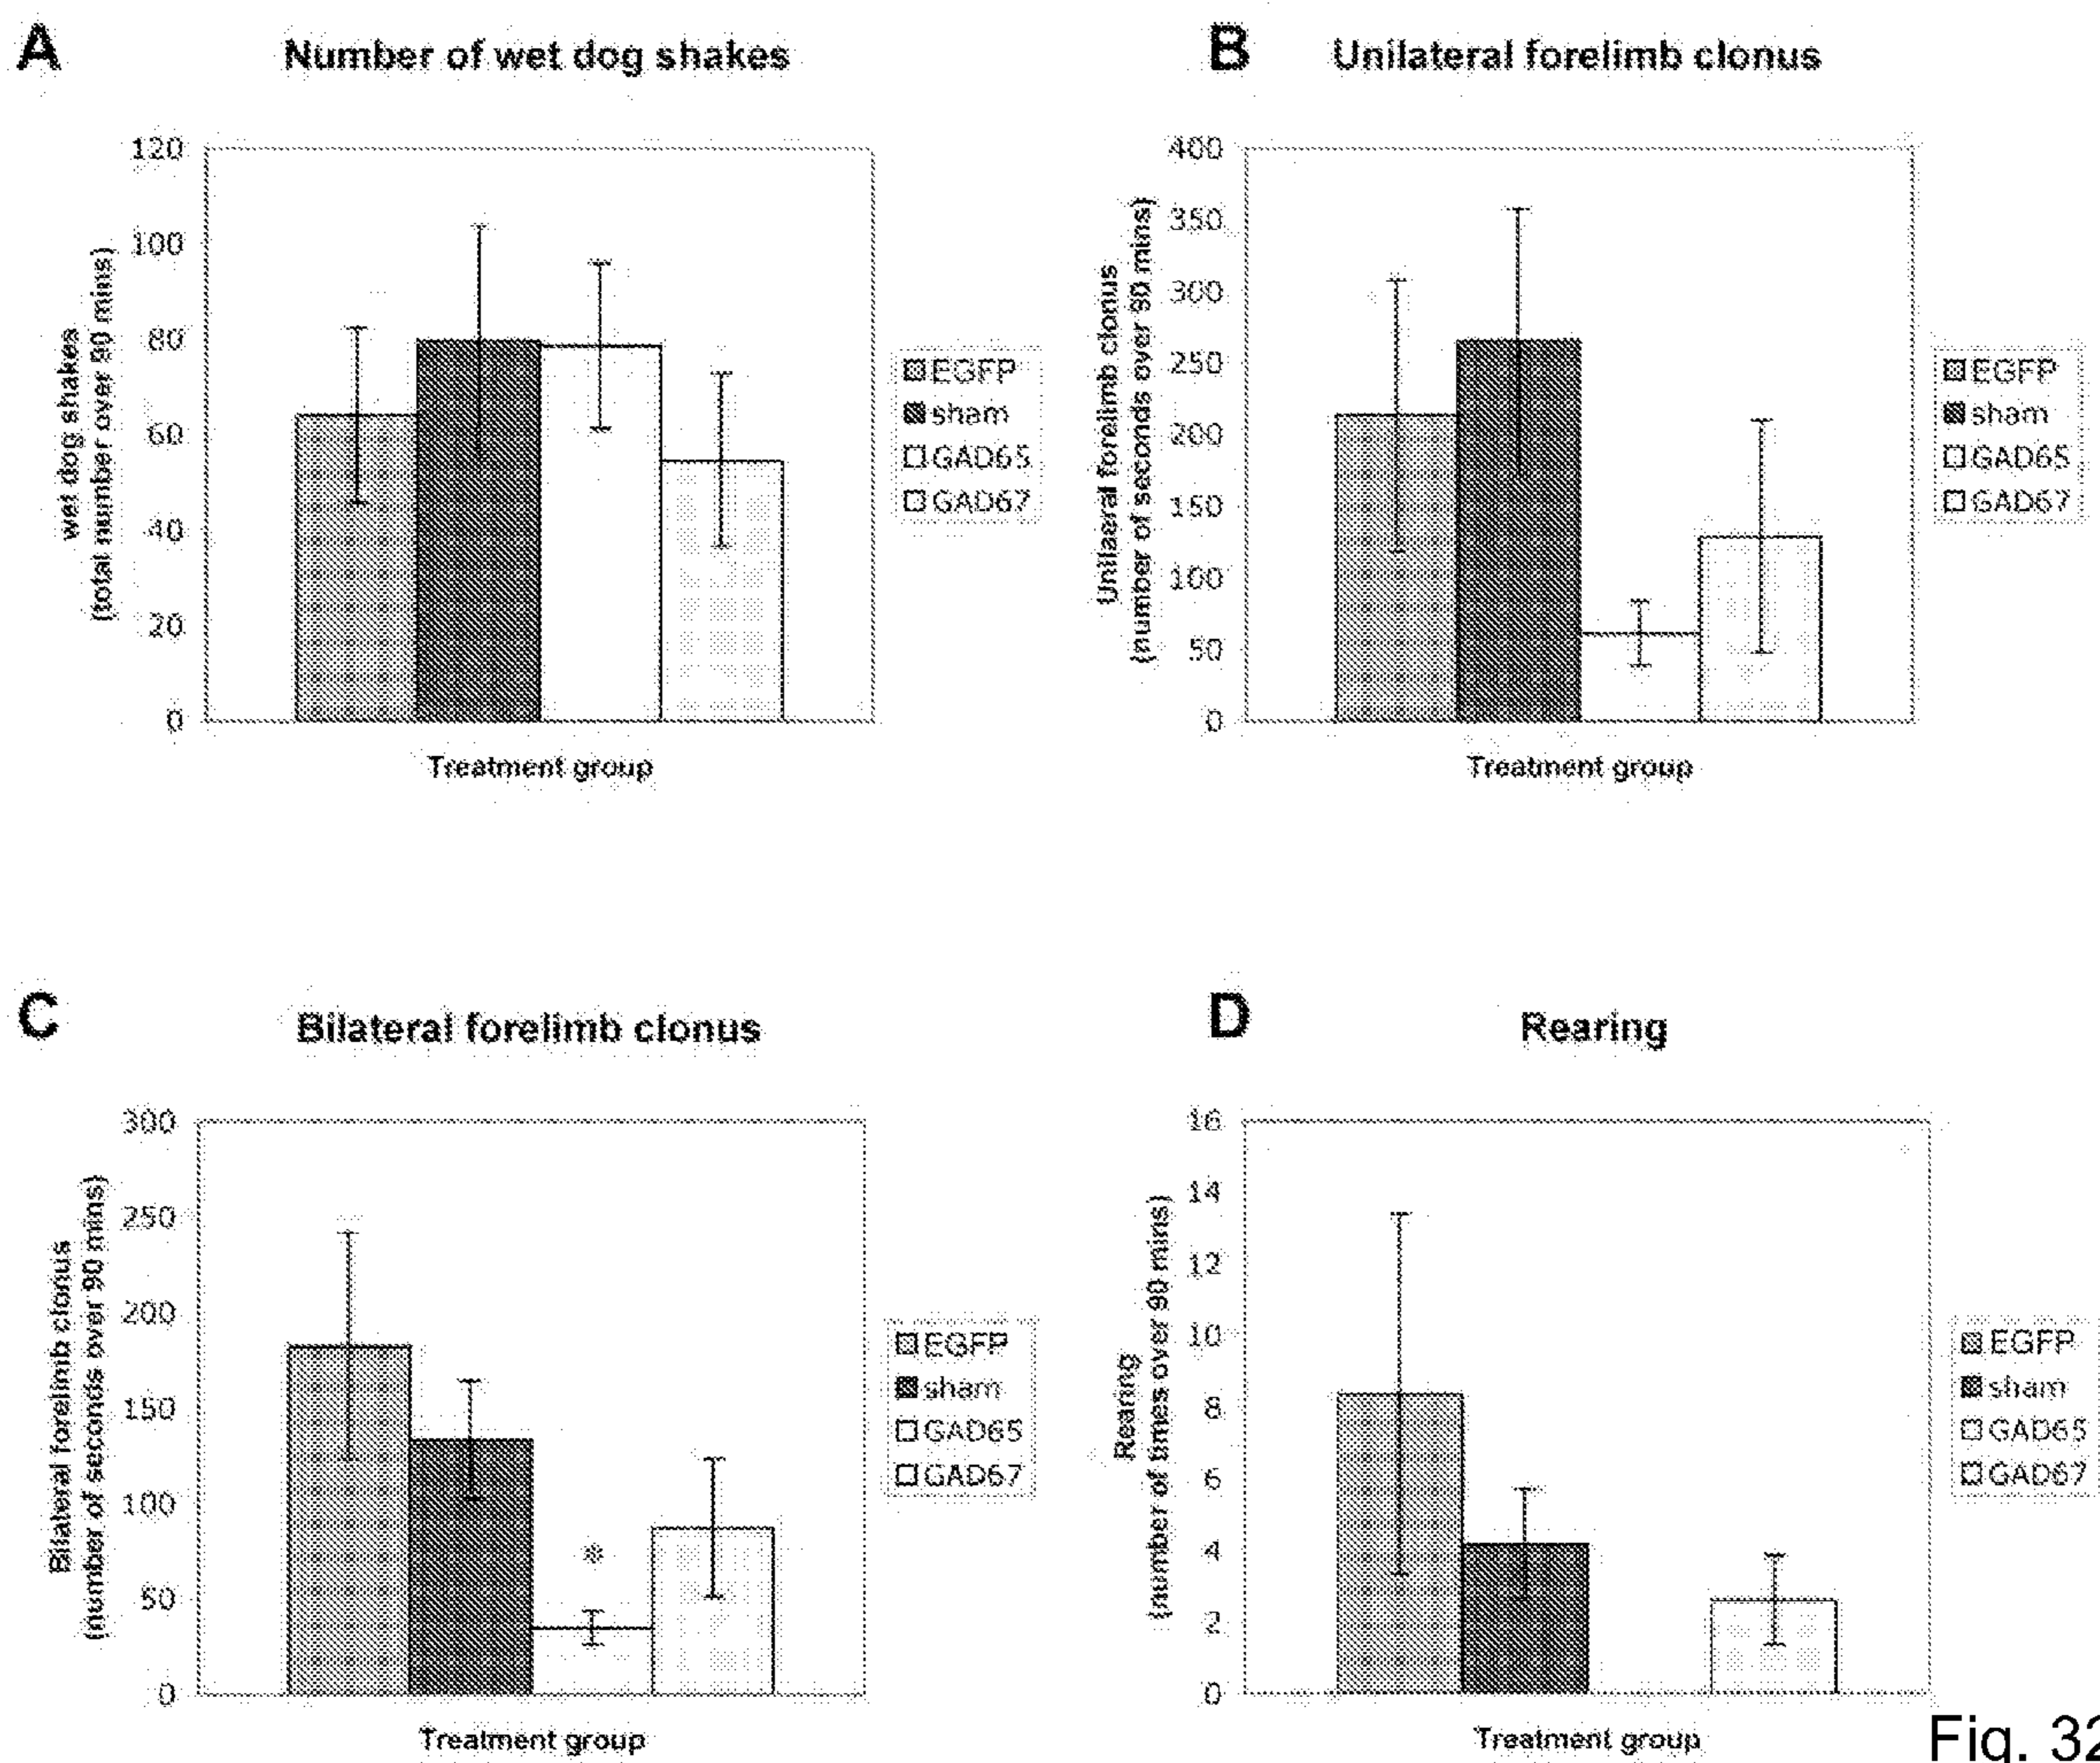 A
Number of wet dog shakes
wet dog shakes
(total number over 90 mins)
120
100
80
60
40
20
0
Treatment group
EGFP
sham
GAD65
GAD67
B
Unilateral forelimb clonus
Unilaeral forelimb clonus
(number of seconds over 90 mins)
400
350
300
250
200
150
100
50
0
Treatment group
EGFP
sham
GAD65
GAD67
C
Bilateral forelimb clonus
Bilateral forelimb clonus
(number of seconds over 90 mins)
300
250
200
150
100
50
0
*
Treatment group
EGFP
sham
GAD65
GAD67
D
Rearing
Rearing
(number of times over 90 mins)
16
14
12
10
8
6
4
2
0
Treatment group
EGFP
sham
GAD65
GAD67
Fig. 32